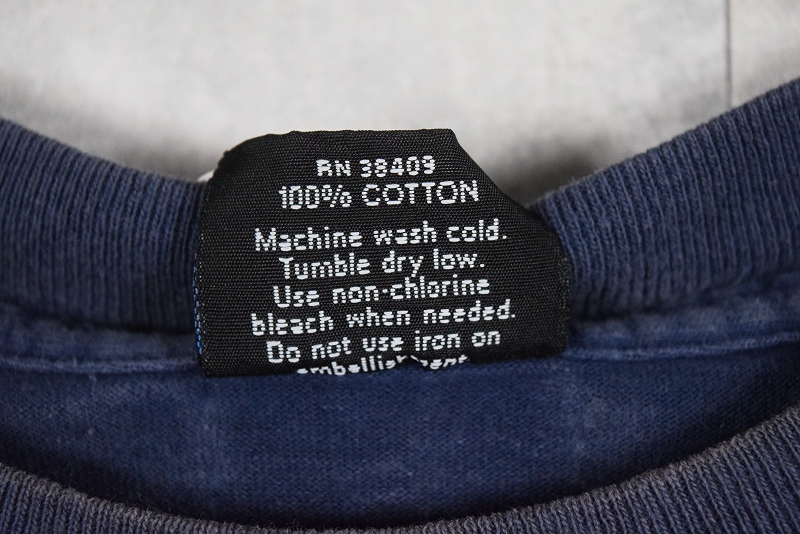 RN 38409
100% COTTON
Machine wash cold.
Tumble dry low.
Use non-chlorine
bleach when needed.
Do not use iron on
embellishment